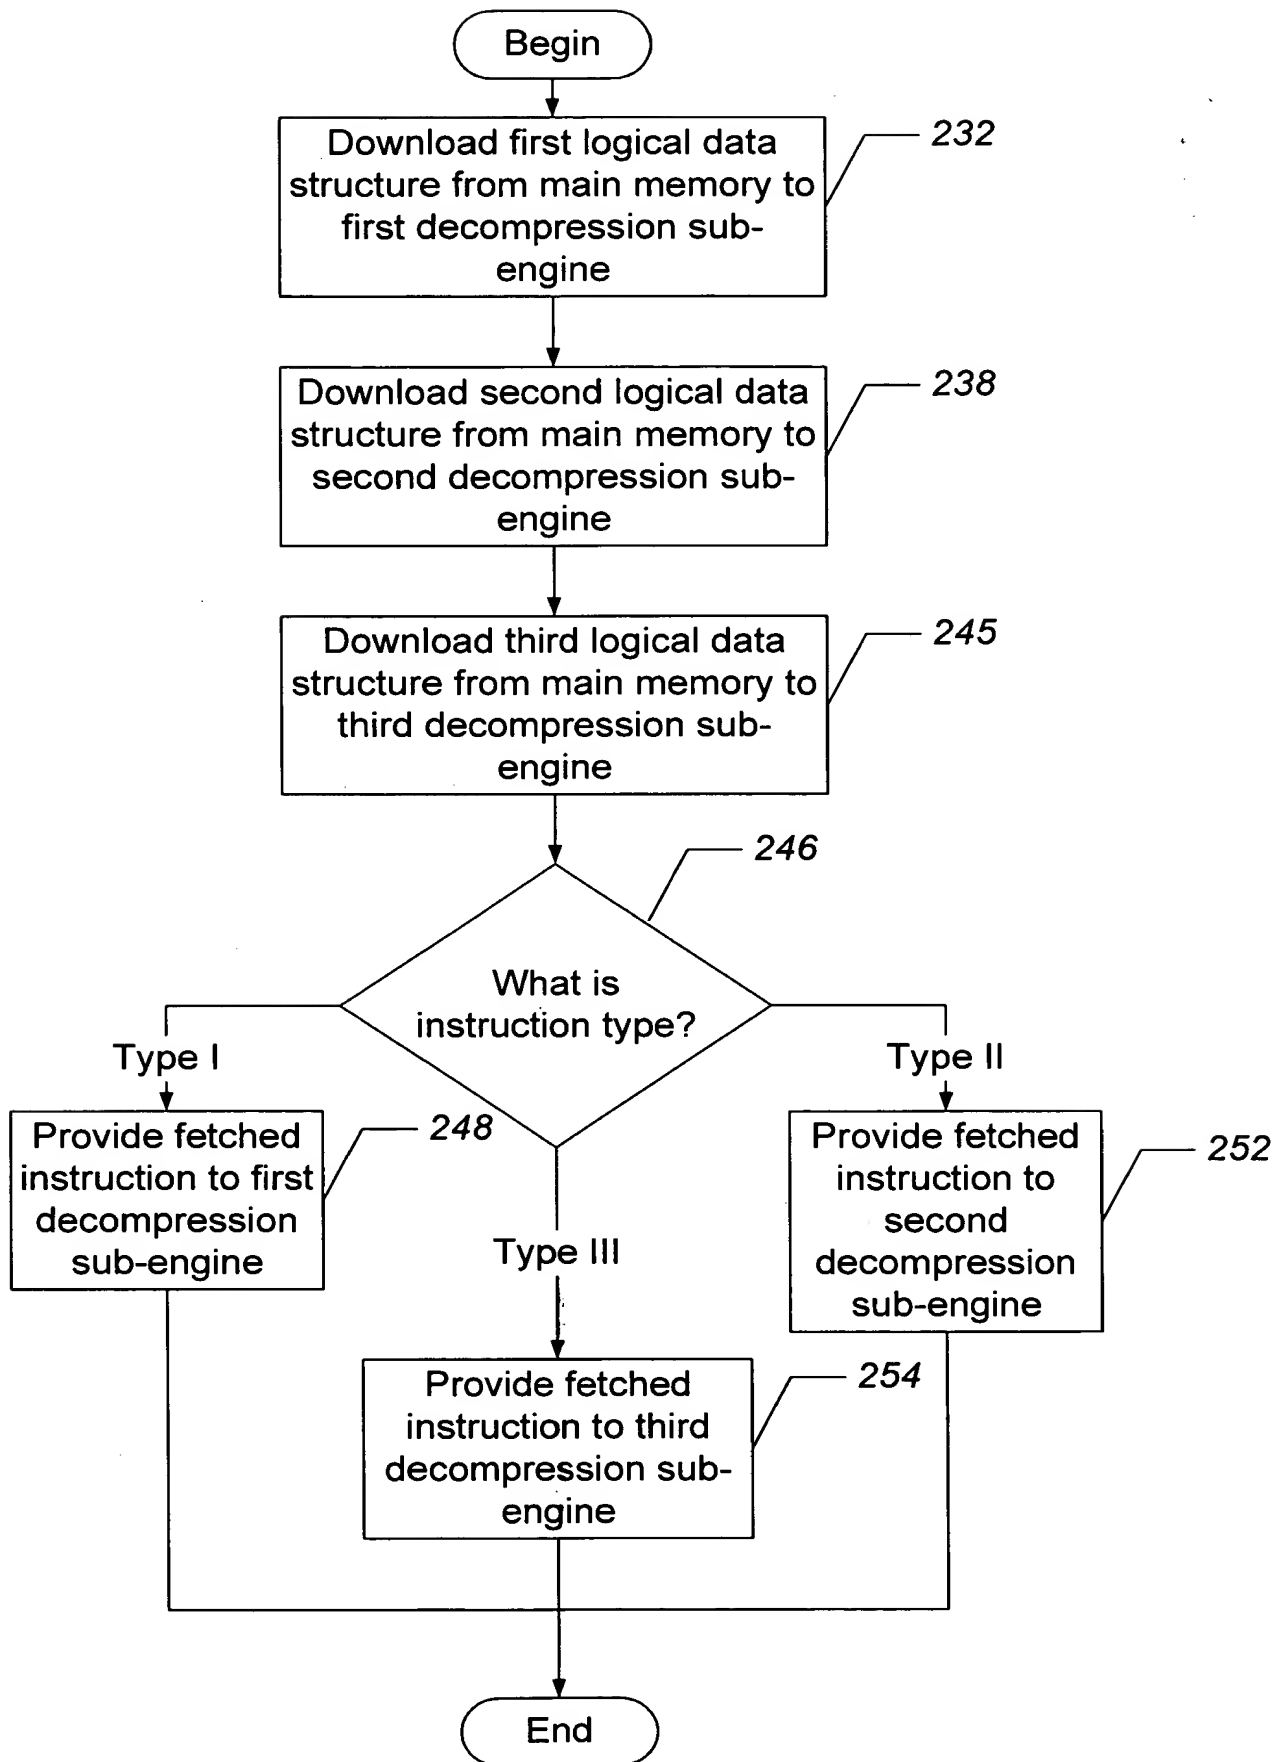 Begin
Download first logical data
structure from main memory to
first decompression sub-
engine
232
Download second logical data
structure from main memory to
second decompression sub-
engine
238
Download third logical data
structure from main memory to
third decompression sub-
engine
245
246
What is
instruction type?
Type I
Type II
Provide fetched
instruction to first
decompression
sub-engine
248
Provide fetched
instruction to
second
decompression
sub-engine
252
Type III
Provide fetched
instruction to third
decompression sub-
engine
254
End